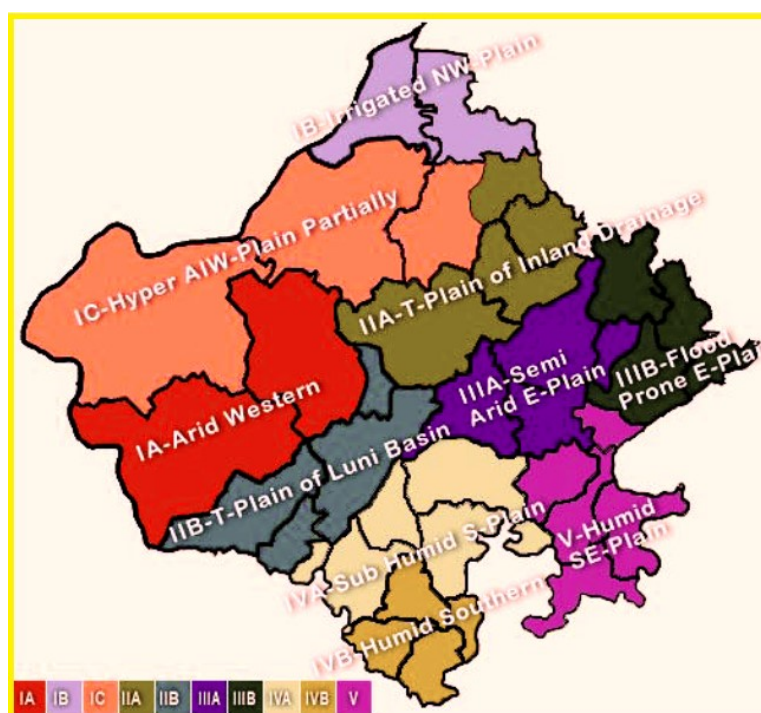 IB-Irrigated NW-Plain
IC-Hyper AIW-Plain Partially
IIA-T-Plain of Inland Drainage
IIIA-Semi
Arid E-Plain
IIIB-Flood
Prone E-Plain
IA-Arid Western
IIB-T-Plain of Luni Basin
IVA-Sub Humid S-Plain
V-Humid
SE-Plain
IVB-Humid Southern
IA IB IC IIA IIB IIIA IIIB IVA IVB V